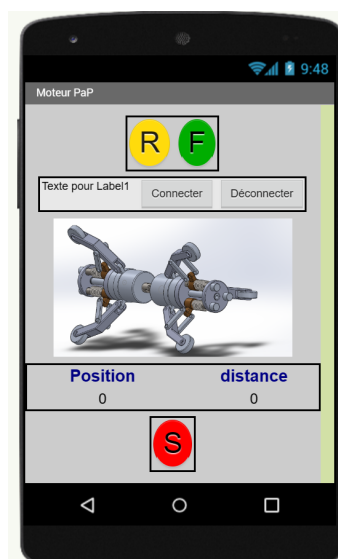 9:48
Moteur PaP
R F
Texte pour Label1 Connecter Déconnecter
Position distance
0 0
S